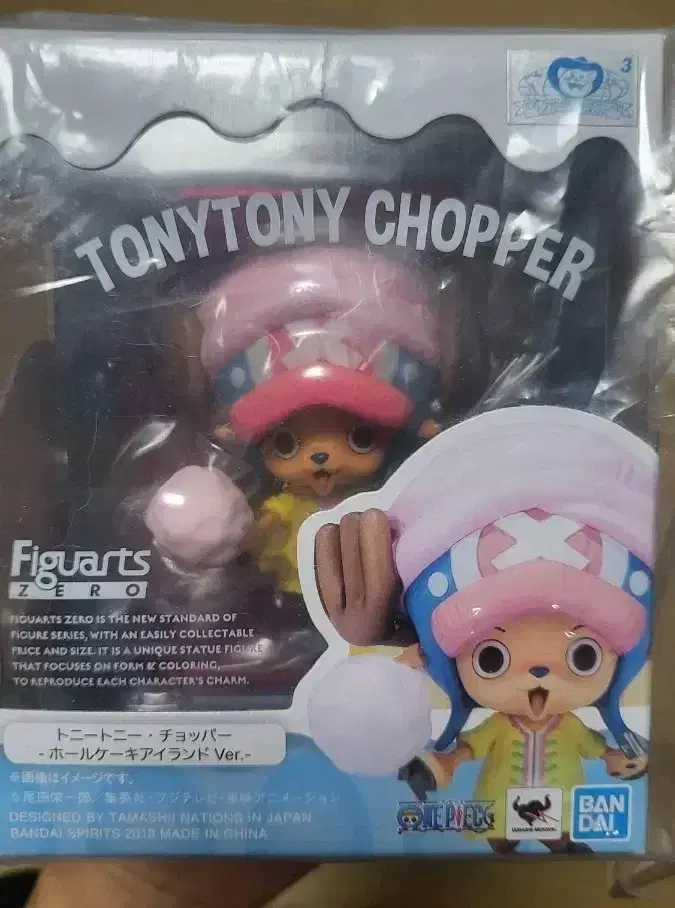 3
TONYTONY CHOPPER
Figuarts
ZERO
FIGUARTS ZERO IS THE NEW STANDARD OF
FIGURE SERIES, WITH AN EASILY COLLECTABLE
PRICE AND SIZE. IT IS A UNIQUE STATUE FIGURE
THAT FOCUSES ON FORM & COLORING,
TO REPRODUCE EACH CHARACTER'S CHARM.
トニートニー・チョッパー
-ホールケーキアイランド Ver.-
※画像はイメージです。
©尾田栄一郎/集英社・フジテレビ・東映アニメーション
DESIGNED BY TAMASHII NATIONS IN JAPAN
BANDAI SPIRITS 2018 MADE IN CHINA
ONE PIECE
TAMASHII NATIONS
BAN
DAI